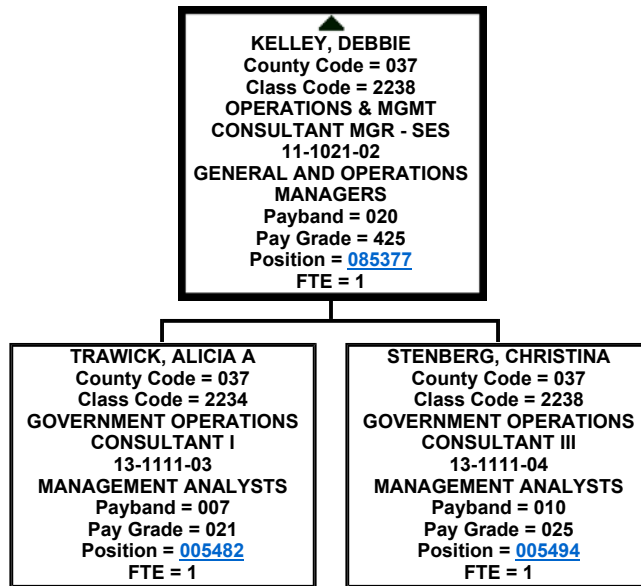 KELLEY, DEBBIE
County Code = 037
Class Code = 2238
OPERATIONS & MGMT
CONSULTANT MGR - SES
11-1021-02
GENERAL AND OPERATIONS
MANAGERS
Payband = 020
Pay Grade = 425
Position = 085377
FTE = 1
TRAWICK, ALICIA A
County Code = 037
Class Code = 2234
GOVERNMENT OPERATIONS
CONSULTANT I
13-1111-03
MANAGEMENT ANALYSTS
Payband = 007
Pay Grade = 021
Position = 005482
FTE = 1
STENBERG, CHRISTINA
County Code = 037
Class Code = 2238
GOVERNMENT OPERATIONS
CONSULTANT III
13-1111-04
MANAGEMENT ANALYSTS
Payband = 010
Pay Grade = 025
Position = 005494
FTE = 1